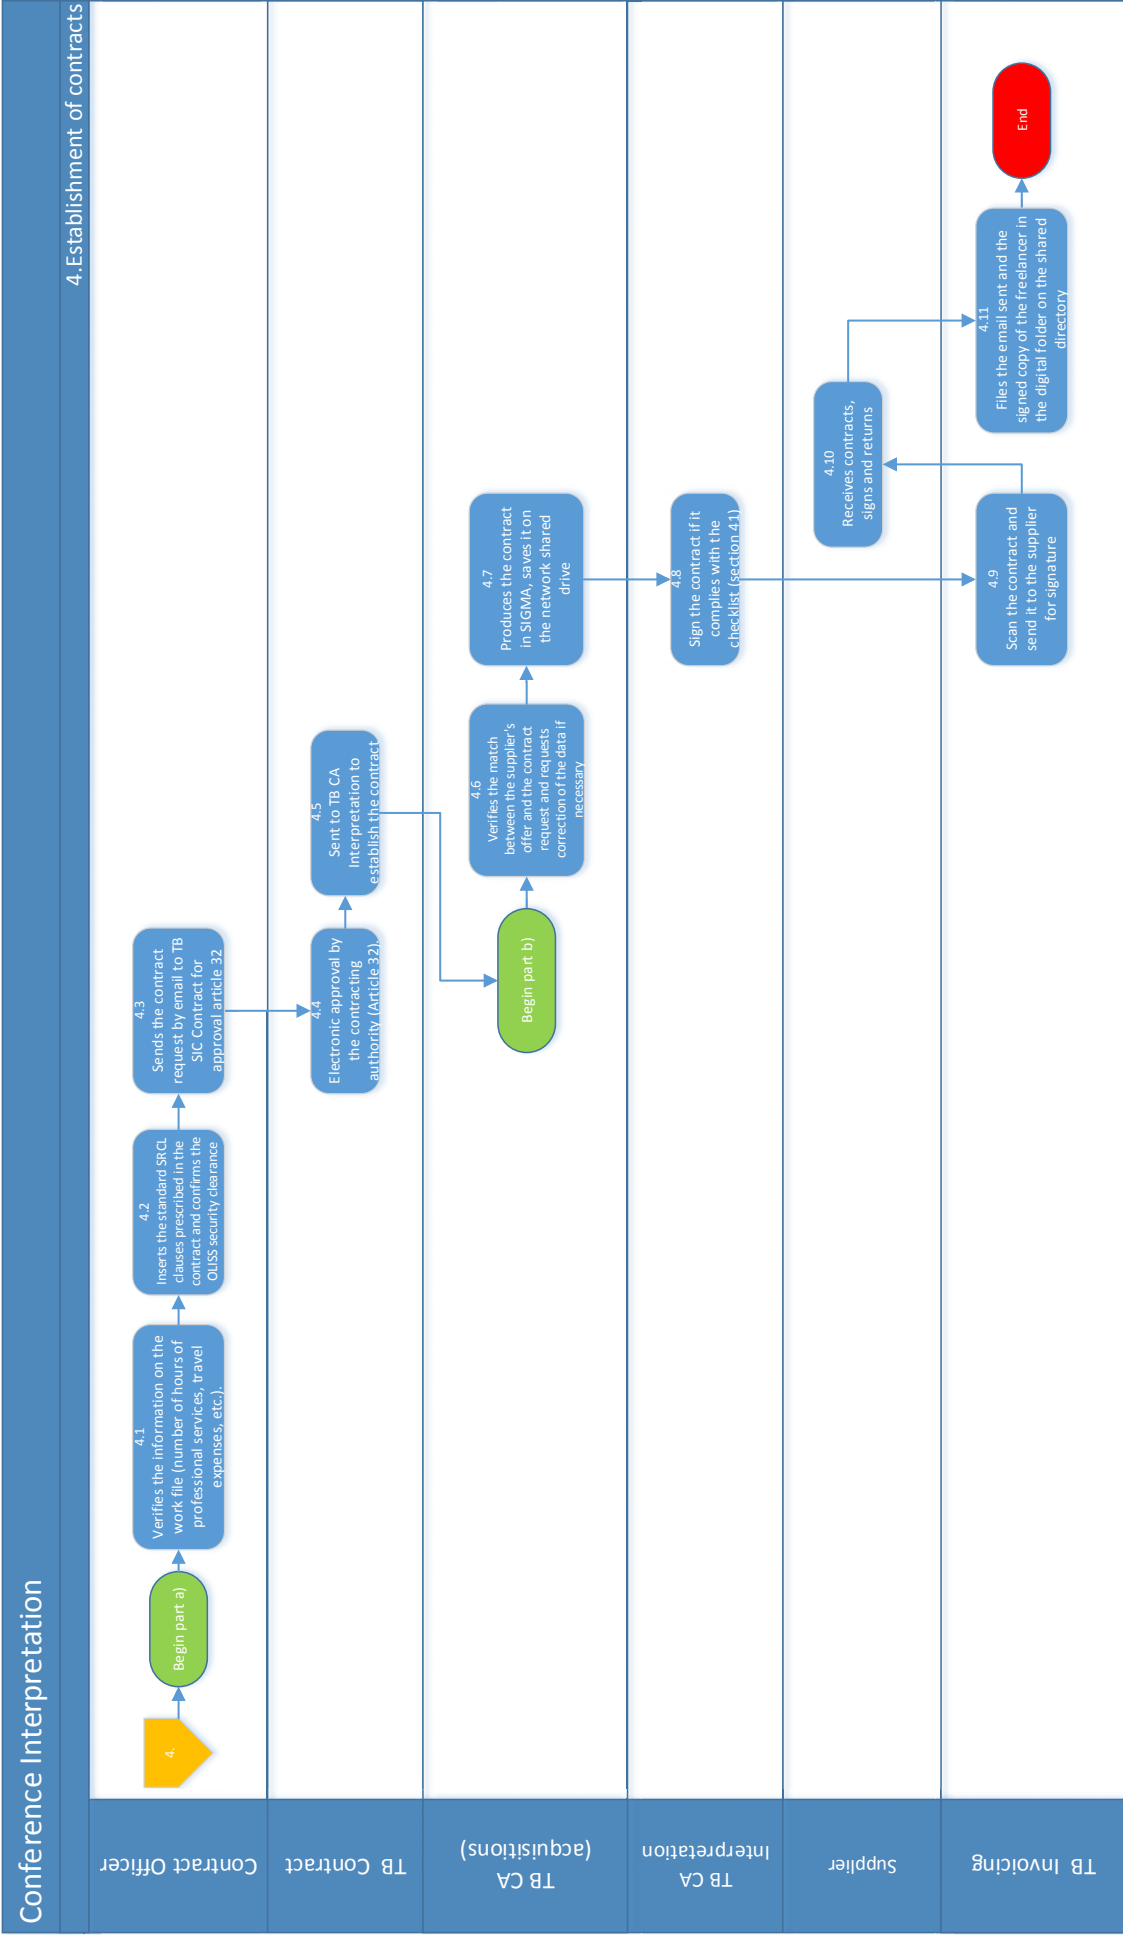 Conference Interpretation
4.Establishment of contracts
Contract Officer
4.
Begin part a)
4.1
Verifies the information on the
work file (number of hours of
professional services, travel
expenses, etc.).
4.2
Inserts the standard SRCL
clauses prescribed in the
contract and confirms the
OLISS security clearance
4.3
Sends the contract
request by email to TB
SIC Contract for
approval article 32
TB Contract
4.4
Electronic approval by
the contracting
authority (Article 32).
4.5
Sent to TB CA
Interpretation to
establish the contract
TB CA
(acquisitions)
Begin part b)
4.6
Verifies the match
between the supplier's
offer and the contract
request and requests
correction of the data if
necessary
4.7
Produces the contract
in SIGMA, saves it on
the network shared
drive
TB CA
Interpretation
4.8
Sign the contract if it
complies with the
checklist (section 41)
Supplier
4.10
Receives contracts,
signs and returns
TB Invoicing
4.9
Scan the contract and
send it to the supplier
for signature
4.11
Files the email sent and the
signed copy of the freelancer in
the digital folder on the shared
directory
End